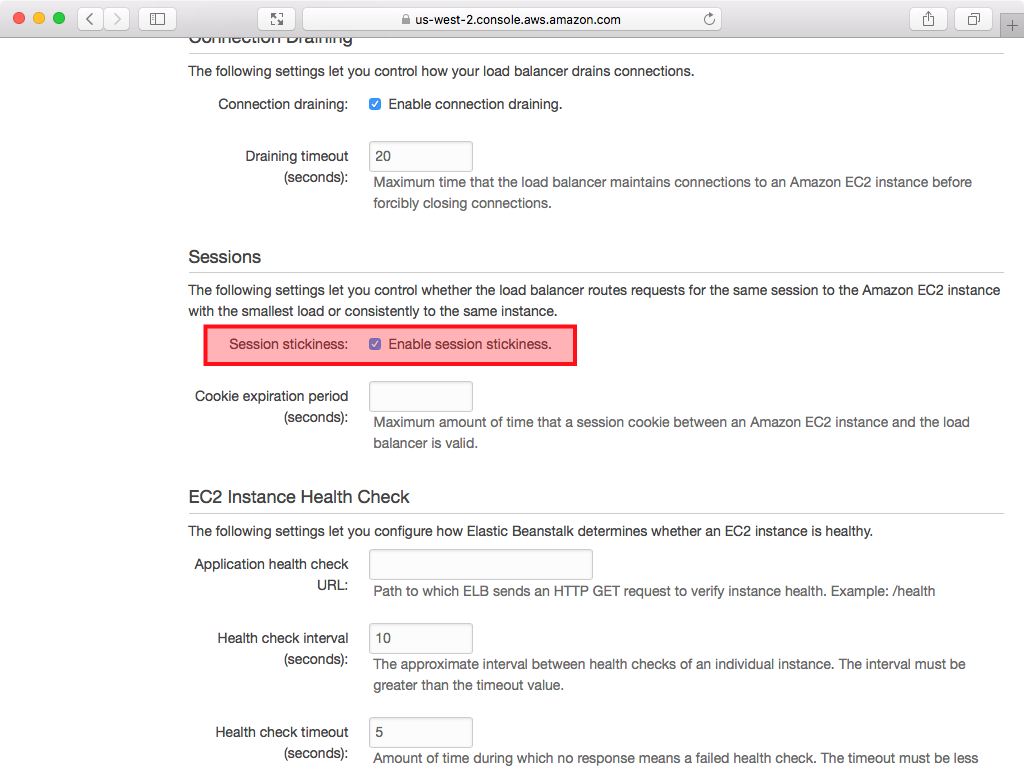 us-west-2.console.aws.amazon.com
Connection Draining
The following settings let you control how your load balancer drains connections.
Connection draining: Enable connection draining.
Draining timeout (seconds): 20
Maximum time that the load balancer maintains connections to an Amazon EC2 instance before
forcibly closing connections.
Sessions
The following settings let you control whether the load balancer routes requests for the same session to the Amazon EC2 instance
with the smallest load or consistently to the same instance.
Session stickiness: Enable session stickiness.
Cookie expiration period
(seconds):
Maximum amount of time that a session cookie between an Amazon EC2 instance and the load
balancer is valid.
EC2 Instance Health Check
The following settings let you configure how Elastic Beanstalk determines whether an EC2 instance is healthy.
Application health check
URL:
Path to which ELB sends an HTTP GET request to verify instance health. Example: /health
Health check interval
(seconds): 10
The approximate interval between health checks of an individual instance. The interval must be
greater than the timeout value.
Health check timeout
(seconds): 5
Amount of time during which no response means a failed health check. The timeout must be less